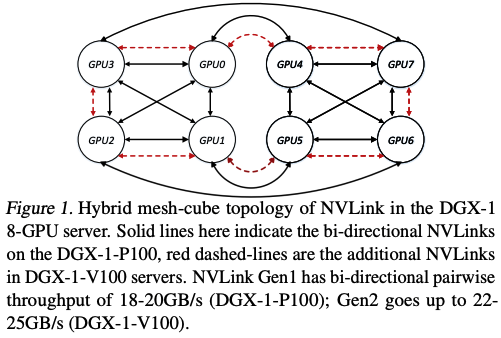 GPU3 GPU0 GPU4 GPU7
GPU2 GPU1 GPU5 GPU6
Figure 1. Hybrid mesh-cube topology of NVLink in the DGX-1
8-GPU server. Solid lines here indicate the bi-directional NVLinks
on the DGX-1-P100, red dashed-lines are the additional NVLinks
in DGX-1-V100 servers. NVLink Gen1 has bi-directional pairwise
throughput of 18-20GB/s (DGX-1-P100); Gen2 goes up to 22-
25GB/s (DGX-1-V100).